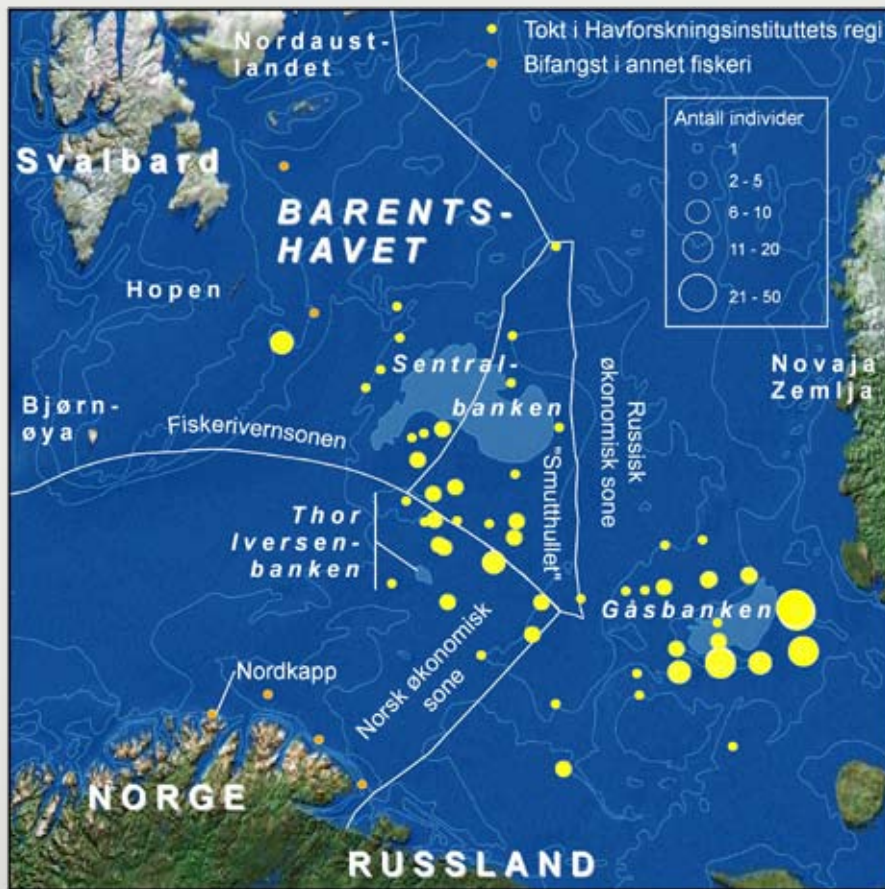 Nordaust-
landet
Tokt i Havforskningsinstituttets regi
Bifangst i annet fiskeri
Antall individer
1
2 - 5
6 - 10
11 - 20
21 - 50
Svalbard
BARENTS-
HAVET
Hopen
Sentral-
banken
Novaja
Zemlja
Bjørn-
øya
Fiskerivernsonen
Russisk
økonomisk sone
"Smutthullet"
Thor
Iversen-
banken
Gåsbanken
Norsk økonomisk
sone
Nordkapp
NORGE
RUSSLAND